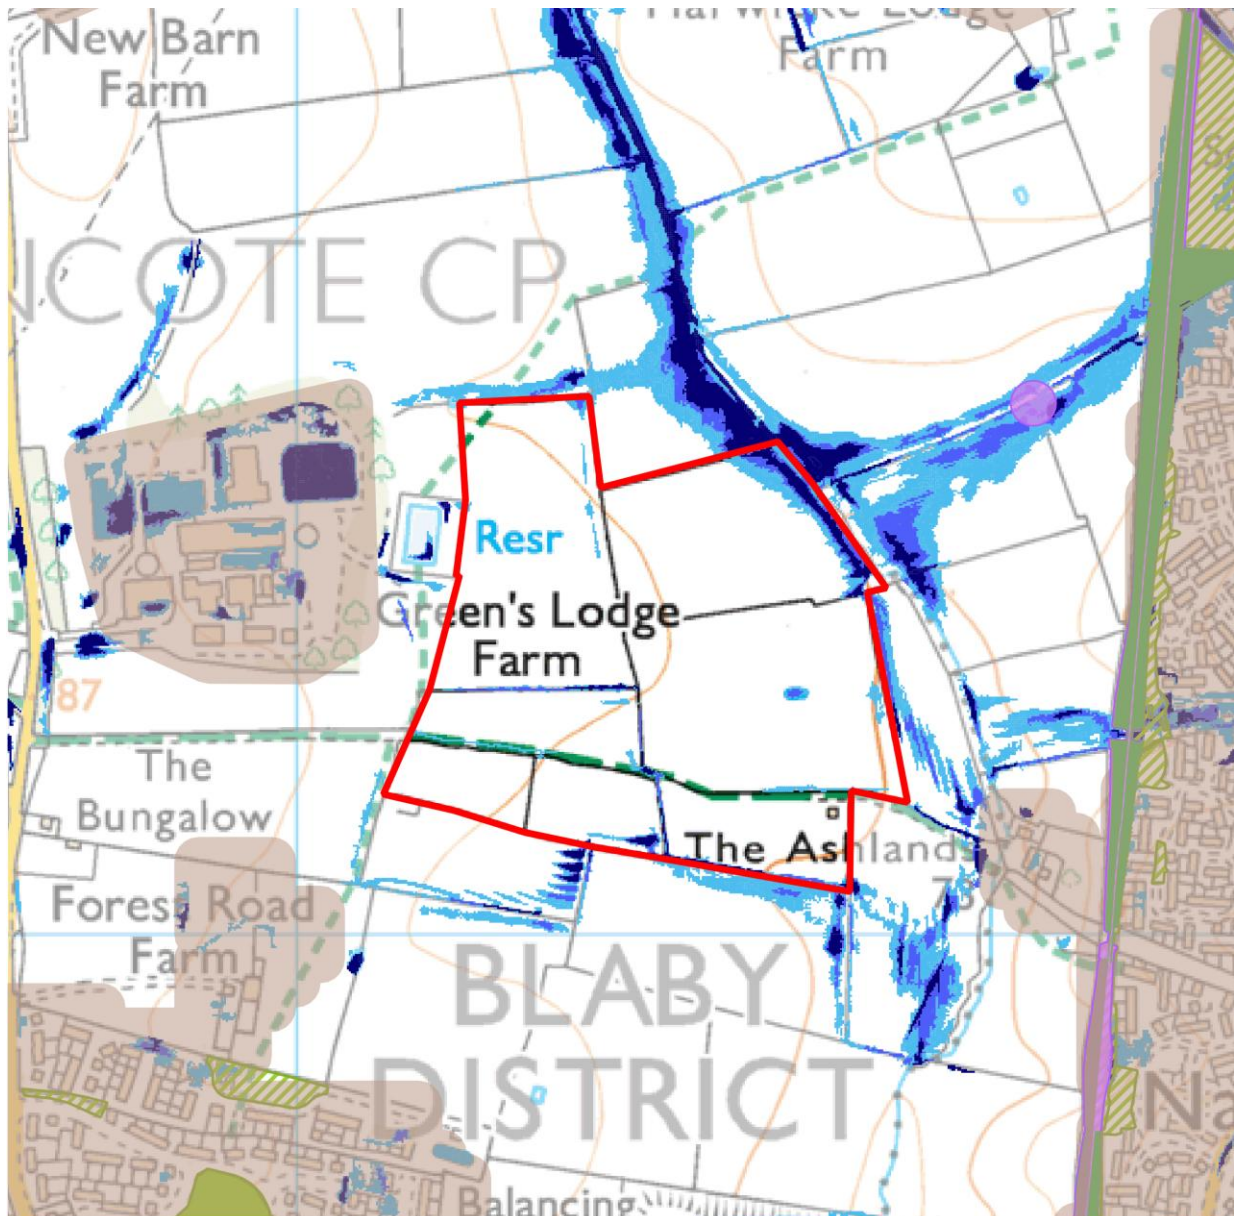 New Barn
Farm
Farm
NCOTE CP
Resr
Green's Lodge
Farm
87
The
Bungalow
The Ashlands
73
Forest Road
Farm
BLABY
DISTRICT
Balancing